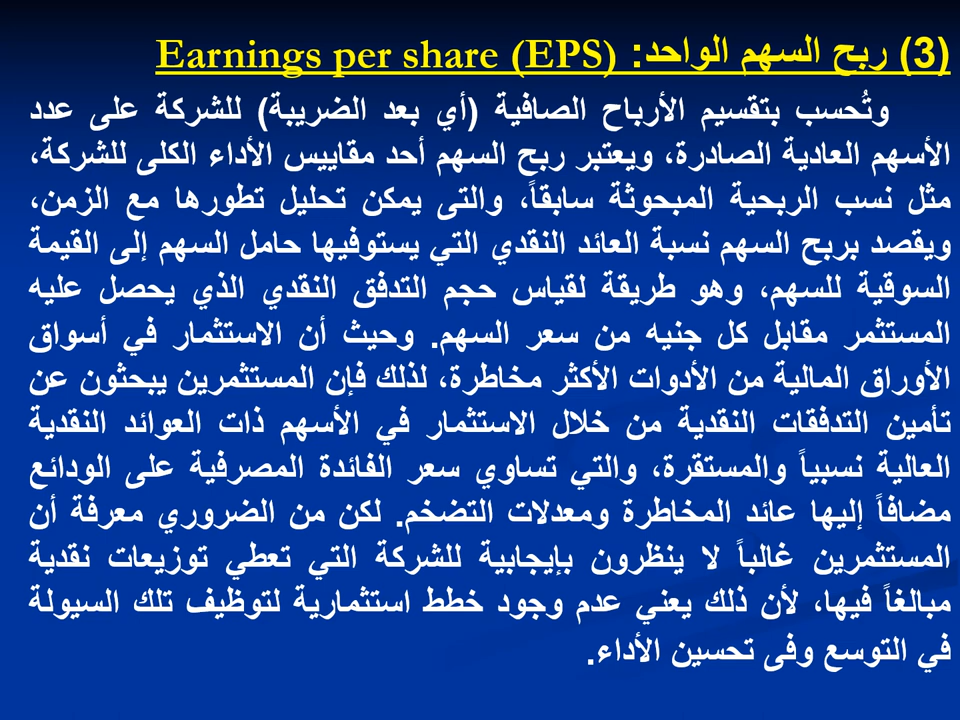 (3) ربح السهم الواحد: Earnings per share (EPS)
وتُحسب بتقسيم الأرباح الصافية (أي بعد الضريبة) للشركة على عدد
الأسهم العادية الصادرة، ويعتبر ربح السهم أحد مقاييس الأداء الكلى للشركة،
مثل نسب الربحية المبحوثة سابقاً، والتى يمكن تحليل تطورها مع الزمن،
ويقصد بربح السهم نسبة العائد النقدي التي يستوفيها حامل السهم إلى القيمة
السوقية للسهم، وهو طريقة لقياس حجم التدفق النقدي الذي يحصل عليه
المستثمر مقابل كل جنيه من سعر السهم. وحيث أن الاستثمار في أسواق
الأوراق المالية من الأدوات الأكثر مخاطرة، لذلك فإن المستثمرين يبحثون عن
تأمين التدفقات النقدية من خلال الاستثمار في الأسهم ذات العوائد النقدية
العالية نسبياً والمستقرة، والتي تساوي سعر الفائدة المصرفية على الودائع
مضافاً إليها عائد المخاطرة ومعدلات التضخم. لكن من الضروري معرفة أن
المستثمرين غالباً لا ينظرون بإيجابية للشركة التي تعطي توزيعات نقدية
مبالغاً فيها، لأن ذلك يعني عدم وجود خطط استثمارية لتوظيف تلك السيولة
في التوسع وفى تحسين الأداء.